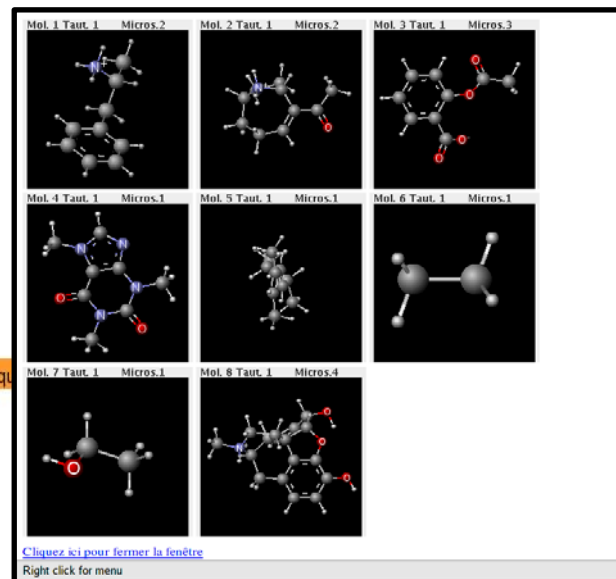 Mol. 1 Taut. 1 Micros.2
Mol. 2 Taut. 1 Micros.2
Mol. 3 Taut. 1 Micros.3
N
+
N
+
O
O
O
O
O
-
Mol. 4 Taut. 1 Micros.1
Mol. 5 Taut. 1 Micros.1
Mol. 6 Taut. 1 Micros.1
N
N
N
N
O
O
qu
Mol. 7 Taut. 1 Micros.1
Mol. 8 Taut. 1 Micros.4
O
N
O
O
O
Cliquez ici pour fermer la fenêtre
Right click for menu